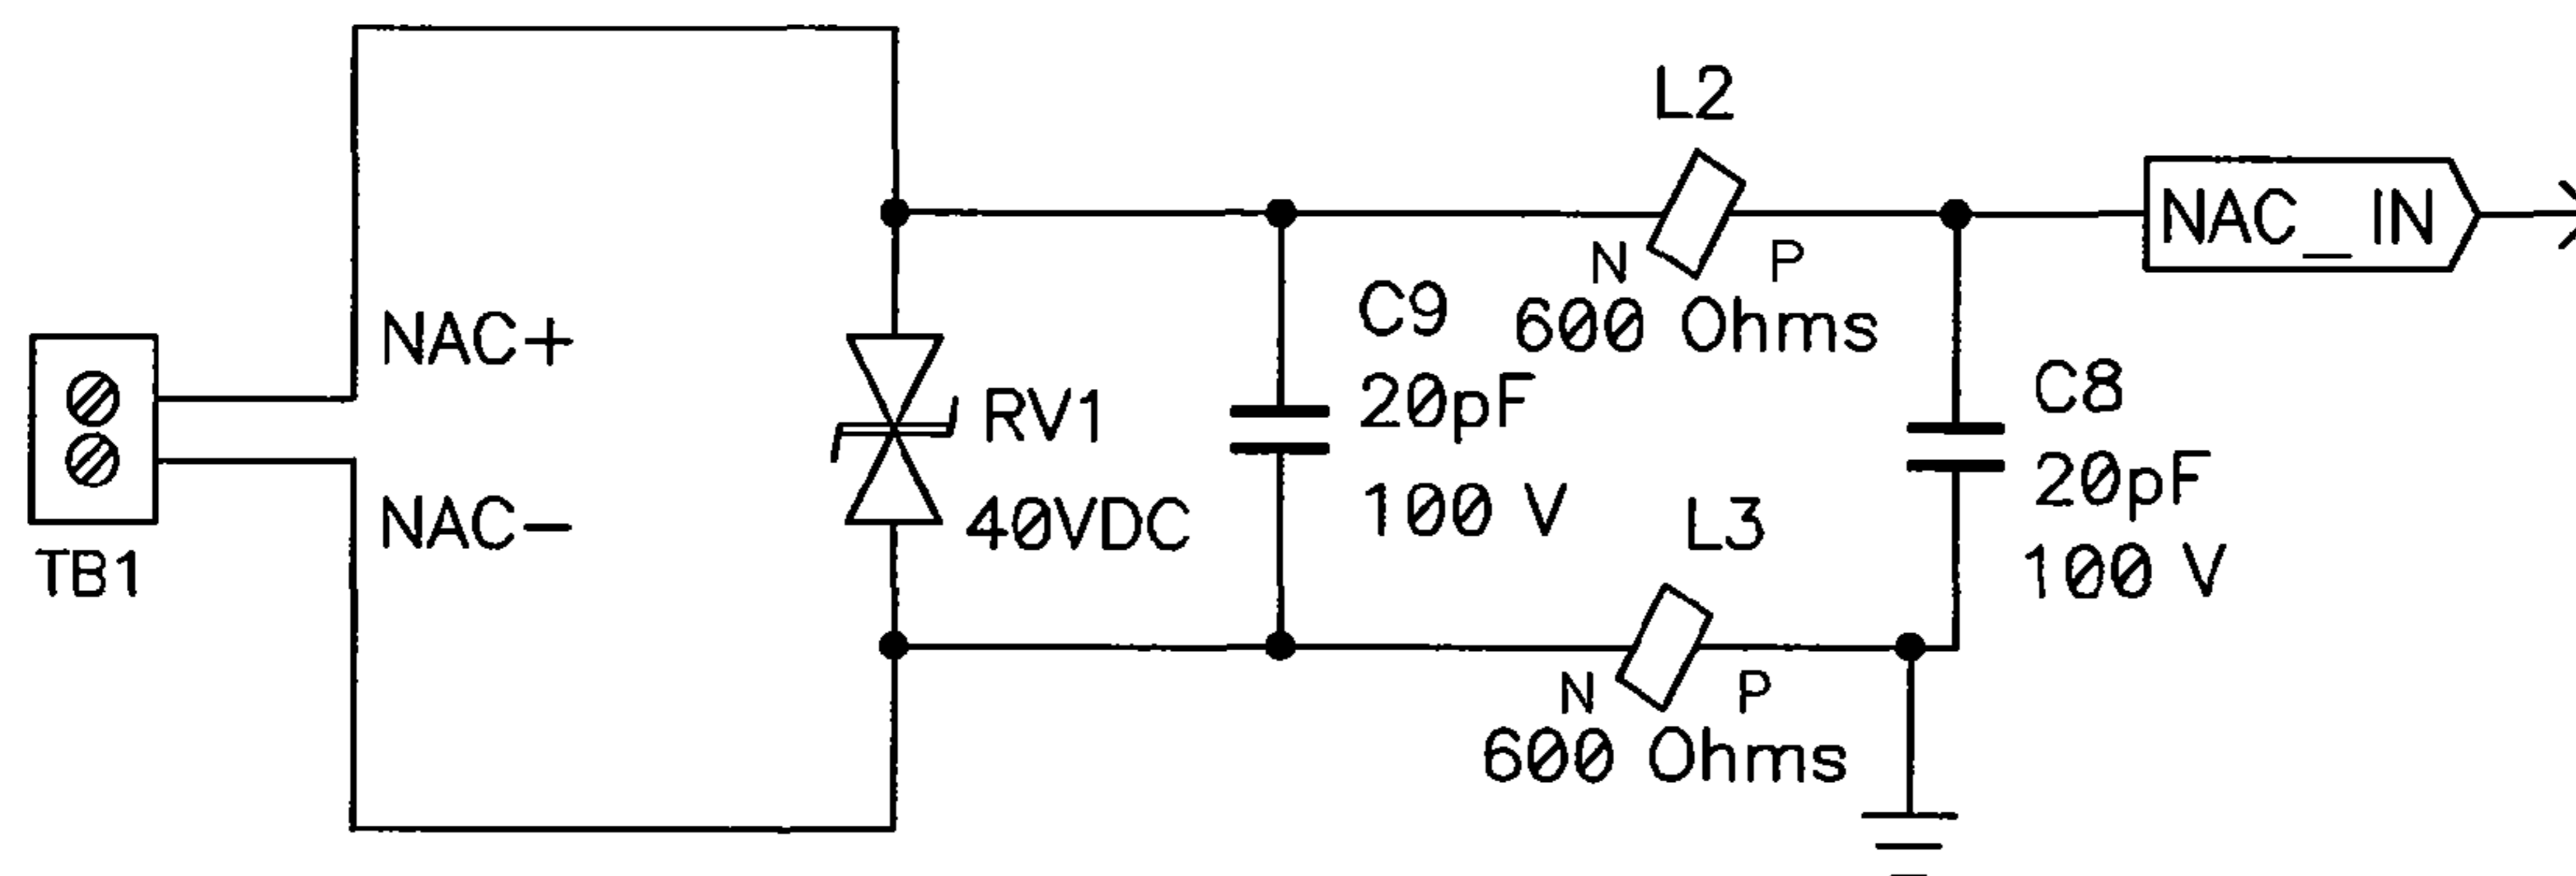 L2
NAC_IN
N
P
600 Ohms
NAC+
C9
20pF
100 V
C8
20pF
100 V
RV1
40VDC
NAC-
L3
TB1
N
P
600 Ohms